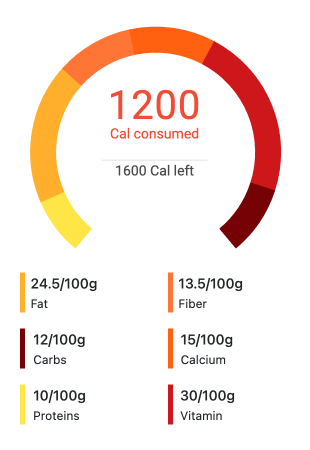 1200
Cal consumed
1600 Cal left
24.5/100g
Fat
13.5/100g
Fiber
12/100g
Carbs
15/100g
Calcium
10/100g
Proteins
30/100g
Vitamin